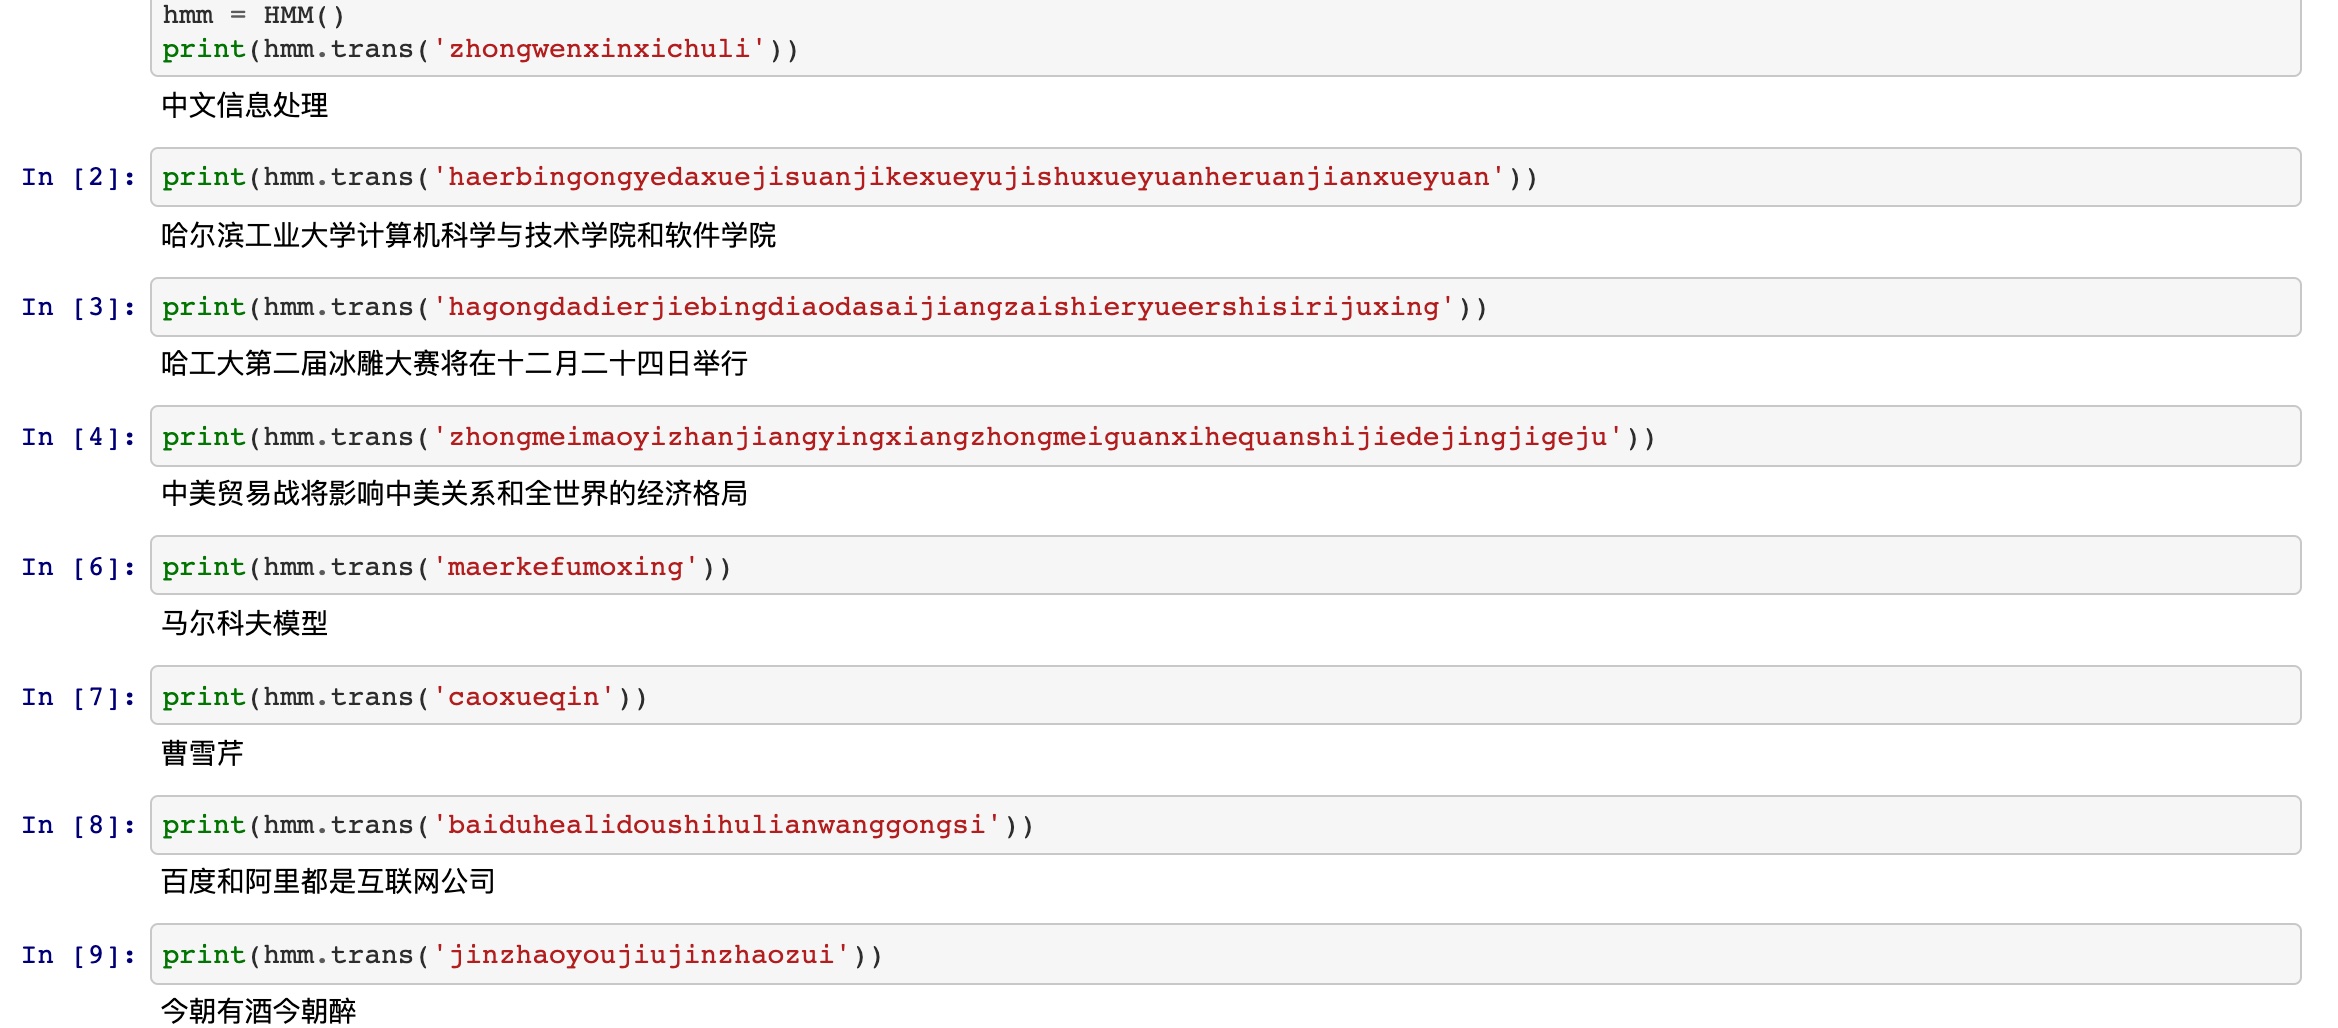 hmm = HMM()
print(hmm.trans('zhongwenxinxichuli'))
中文信息处理
In [2]: print(hmm.trans('haerbingongyedaxuejisuanjikexueyujishuxueyuanheruanjianxueyuan'))
哈尔滨工业大学计算机科学与技术学院和软件学院
In [3]: print(hmm.trans('hagongdadierjiebingdiaodasaijiangzaishieryueershisirijuxing'))
哈工大第二届冰雕大赛将在十二月二十四日举行
In [4]: print(hmm.trans('zhongmeimaoyizhanjiangyingxiangzhongmeiguanxihequanshijiedejingjigeju'))
中美贸易战将影响中美关系和全世界的经济格局
In [6]: print(hmm.trans('maerkefumoxing'))
马尔科夫模型
In [7]: print(hmm.trans('caoxueqin'))
曹雪芹
In [8]: print(hmm.trans('baiduhealidoushihulianwanggongsi'))
百度和阿里都是互联网公司
In [9]: print(hmm.trans('jinzhaoyoujiujinzhaozui'))
今朝有酒今朝醉